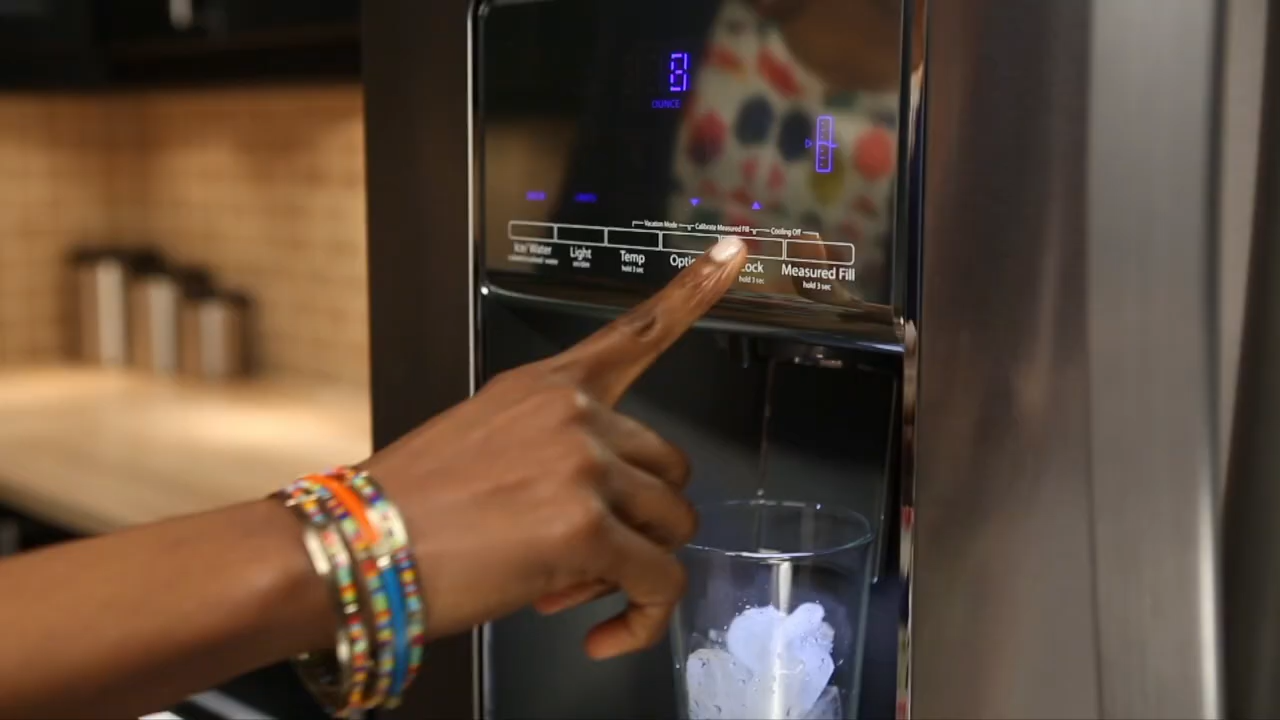 8
OUNCE
Vacation Mode Calibrate Measured Fill Cooling Off
Ice/Water Light Temp Lock Measured Fill
hold 3 sec hold 3 sec hold 3 sec